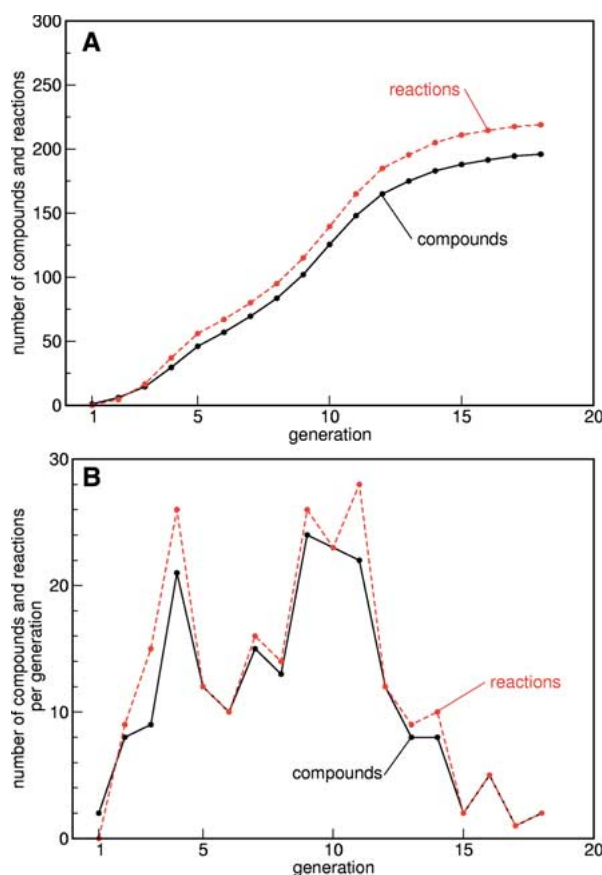 A
300
250
200
150
100
50
0
number of compounds and reactions
reactions
compounds
1 5 10 15 20
generation
B
30
20
10
0
number of compounds and reactions
per generation
reactions
compounds
1 5 10 15 20
generation